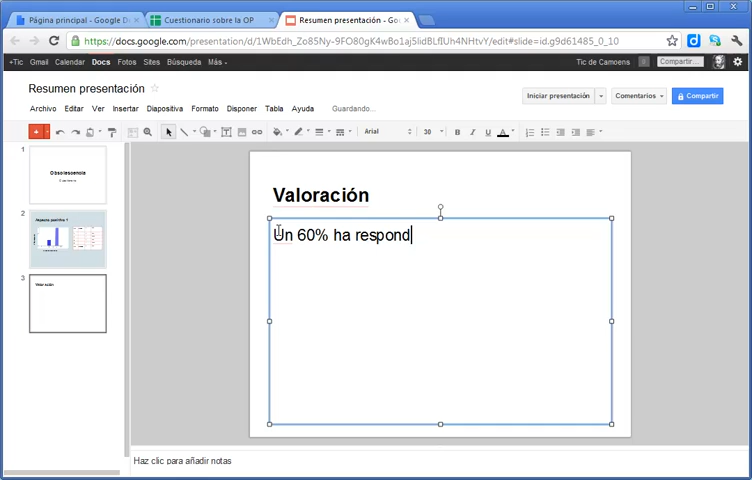 Página principal - Google D
Cuestionario sobre la OP
Resumen presentación - Go
https://docs.google.com/presentation/d/1WbEdh_Zo85Ny-9FO80gK4wBo1aj5lidBLflUh4NHtvY/edit#slide=id.g9d61485_0_10
+Tic Gmail Calendar Docs Fotos Sites Búsqueda Más
Tic de Camoens
Compartir...
Resumen presentación
Iniciar presentación
Comentarios
Compartir
Archivo Editar Ver Insertar Diapositiva Formato Disponer Tabla Ayuda Guardando...
Arial 30 B I U A
1
Obsolescencia
2
3
Valoración
Valoración
Un 60% ha respond
Haz clic para añadir notas